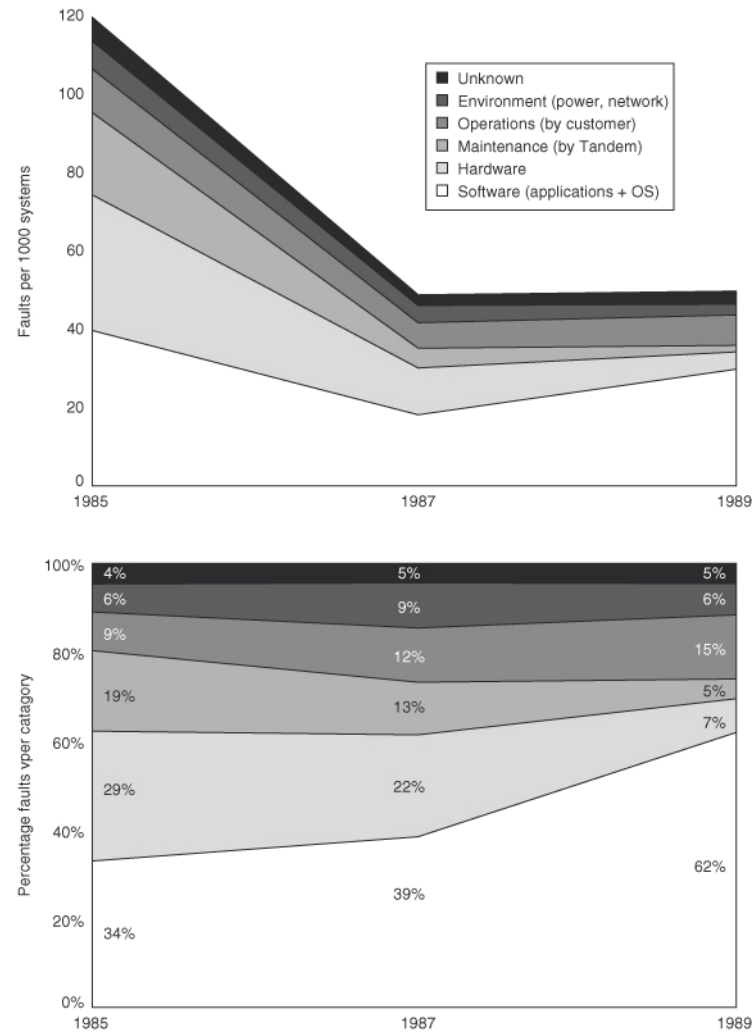 120
100
80
60
40
20
0
Faults per 1000 systems
Unknown
Environment (power, network)
Operations (by customer)
Maintenance (by Tandem)
Hardware
Software (applications + OS)
1985 1987 1989
100%
80%
60%
40%
20%
0%
Percentage faults vper catagory
4% 5% 5%
6% 9% 6%
9% 12% 15%
19% 13% 5%
29% 22% 7%
34% 39% 62%
1985 1987 1989